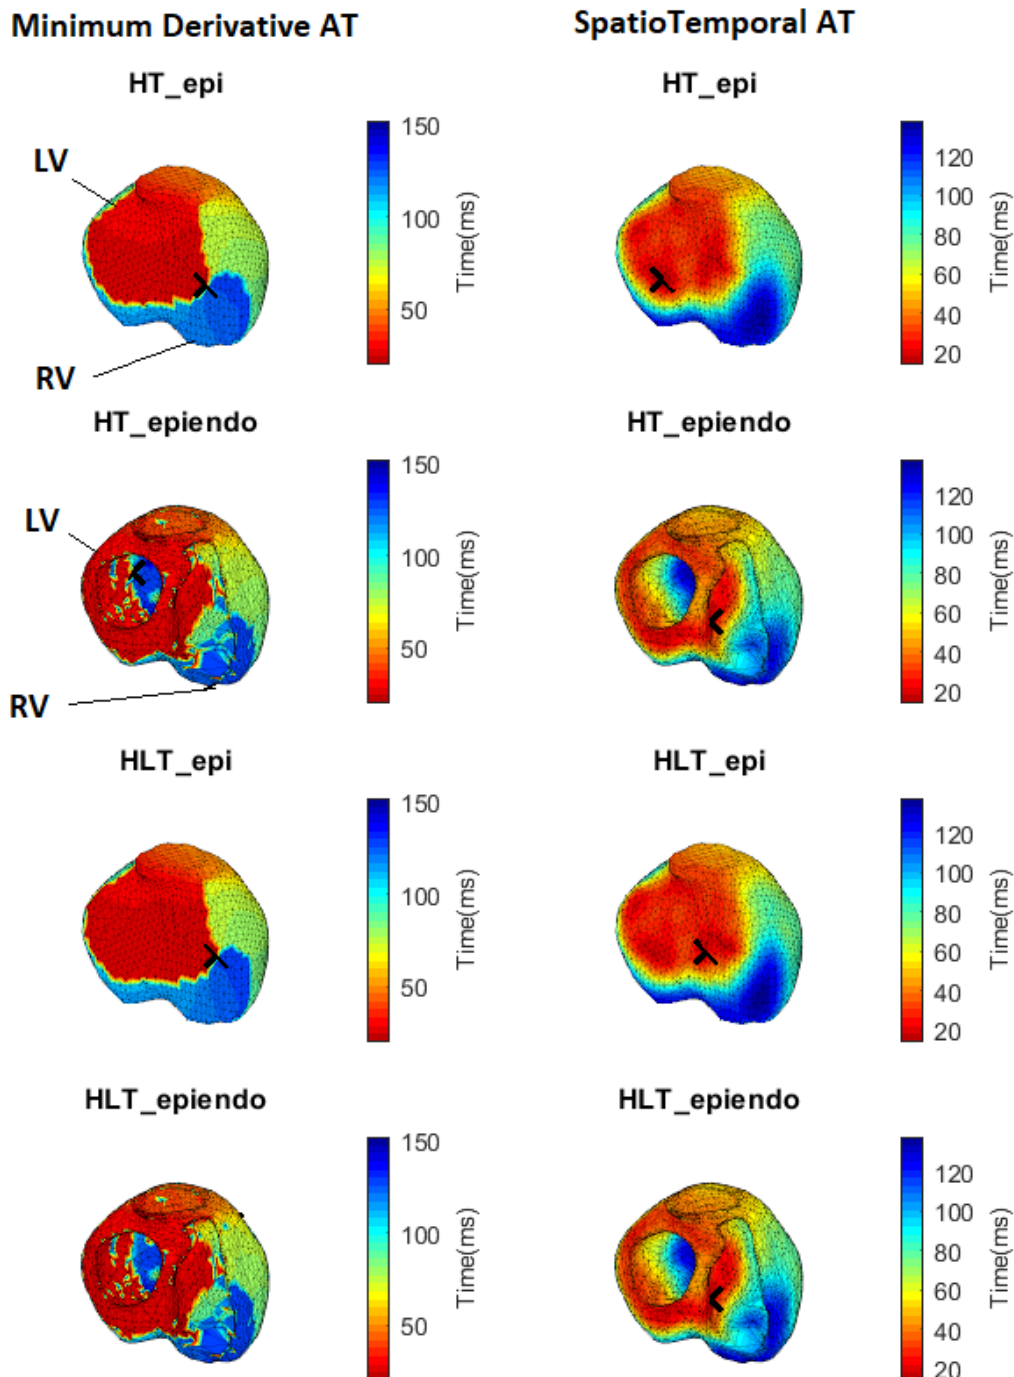 Minimum Derivative AT
SpatioTemporal AT
HT_epi
HT_epi
LV
RV
150
100
50
Time(ms)
120
100
80
60
40
20
Time(ms)
HT_epiendo
HT_epiendo
LV
RV
150
100
50
Time(ms)
120
100
80
60
40
20
Time(ms)
HLT_epi
HLT_epi
150
100
50
Time(ms)
120
100
80
60
40
20
Time(ms)
HLT_epiendo
HLT_epiendo
150
100
50
Time(ms)
120
100
80
60
40
20
Time(ms)